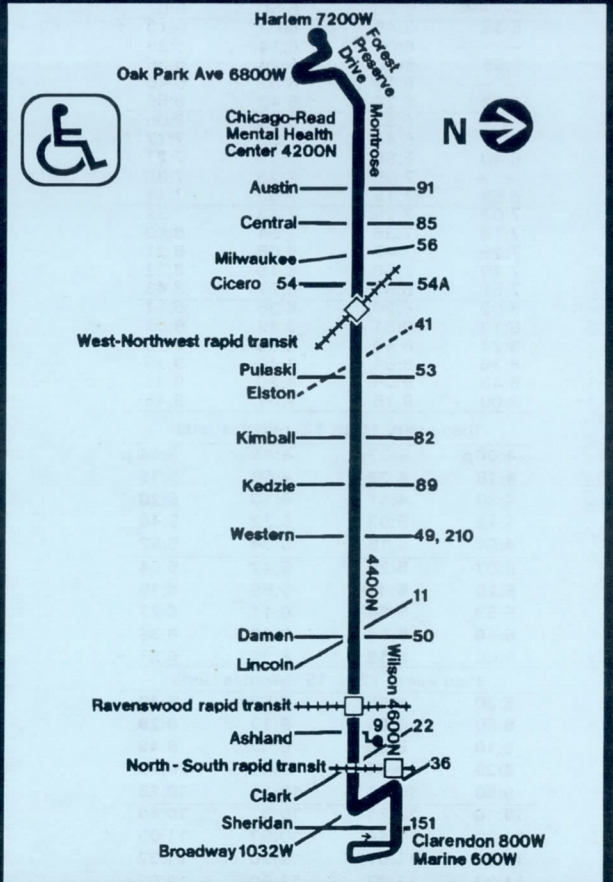 Harlem 7200W
Forest
Preserve
Drive
Oak Park Ave 6800W
Montrose
Chicago-Read
Mental Health
Center 4200N
N
Austin 91
Central 85
Milwaukee 56
Cicero 54 54A
West-Northwest rapid transit
41
Pulaski 53
Elston
Kimball 82
Kedzie 89
Western 49, 210
4400N
11
Damen 50
Lincoln
Wilson 4600N
Ravenswood rapid transit
Ashland 9 22
North - South rapid transit 36
Clark
Sheridan 151
Broadway 1032W
Clarendon 800W
Marine 600W